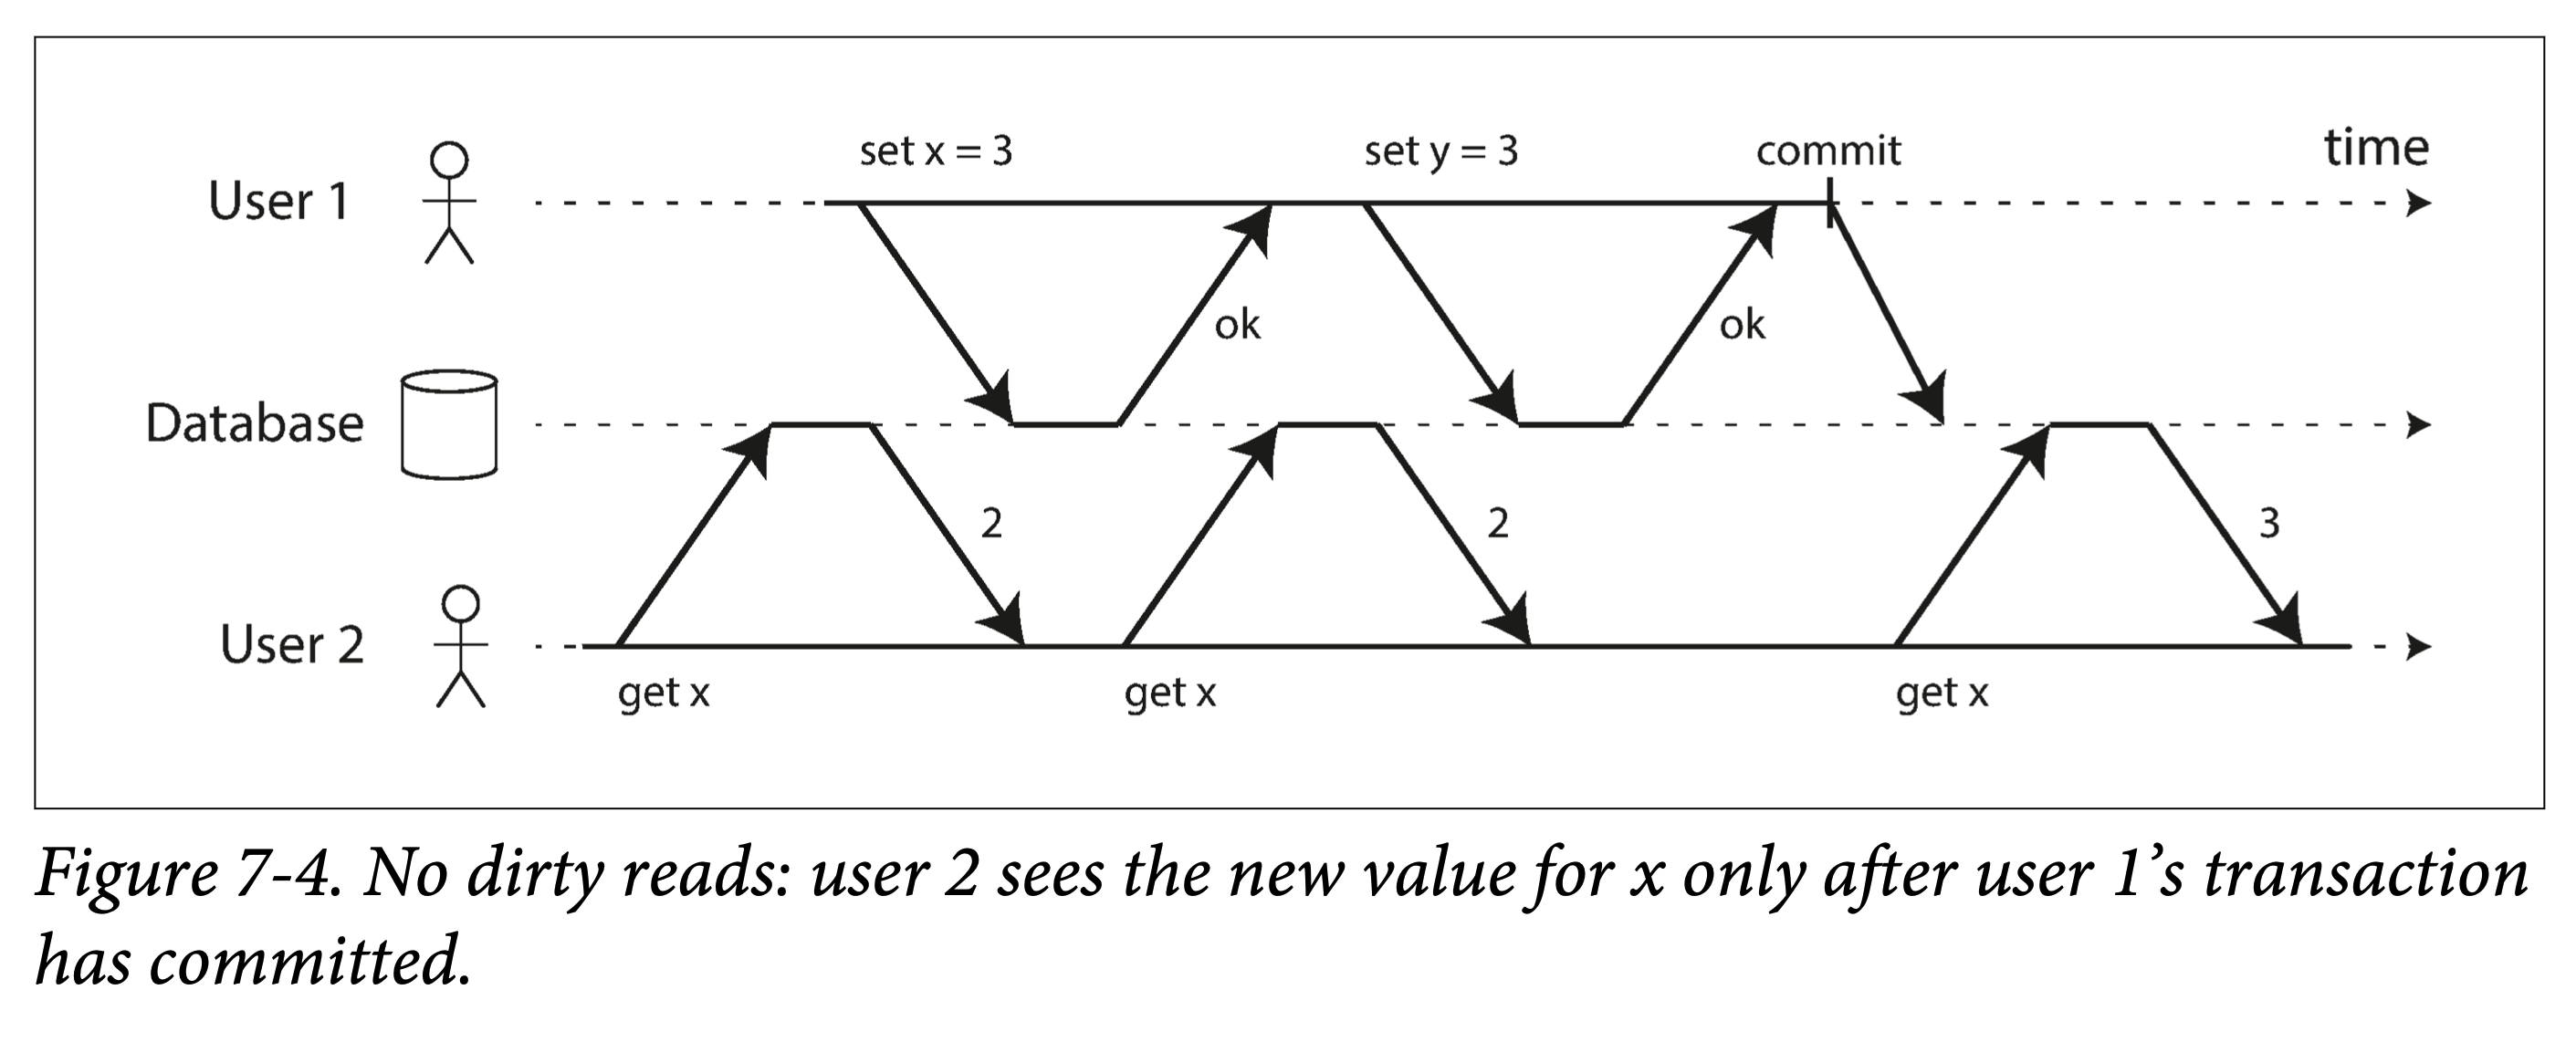 set x = 3
set y = 3
commit
time
User 1
ok
ok
Database
2
2
3
User 2
get x
get x
get x
Figure 7-4. No dirty reads: user 2 sees the new value for x only after user 1’s transaction
has committed.